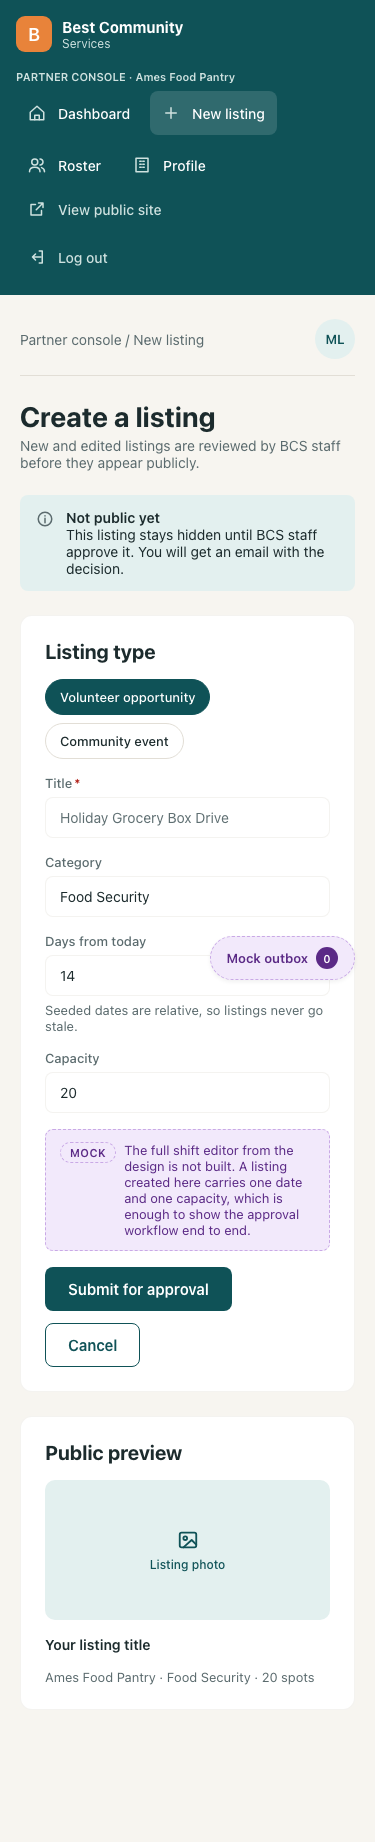 B
Best Community
Services
PARTNER CONSOLE · Ames Food Pantry
Dashboard
New listing
Roster
Profile
View public site
Log out
Partner console / New listing
ML
Create a listing
New and edited listings are reviewed by BCS staff
before they appear publicly.
Not public yet
This listing stays hidden until BCS staff
approve it. You will get an email with the
decision.
Listing type
Volunteer opportunity
Community event
Title *
Holiday Grocery Box Drive
Category
Food Security
Days from today
Mock outbox 0
14
Seeded dates are relative, so listings never go
stale.
Capacity
20
MOCK
The full shift editor from the
design is not built. A listing
created here carries one date
and one capacity, which is
enough to show the approval
workflow end to end.
Submit for approval
Cancel
Public preview
Listing photo
Your listing title
Ames Food Pantry · Food Security · 20 spots